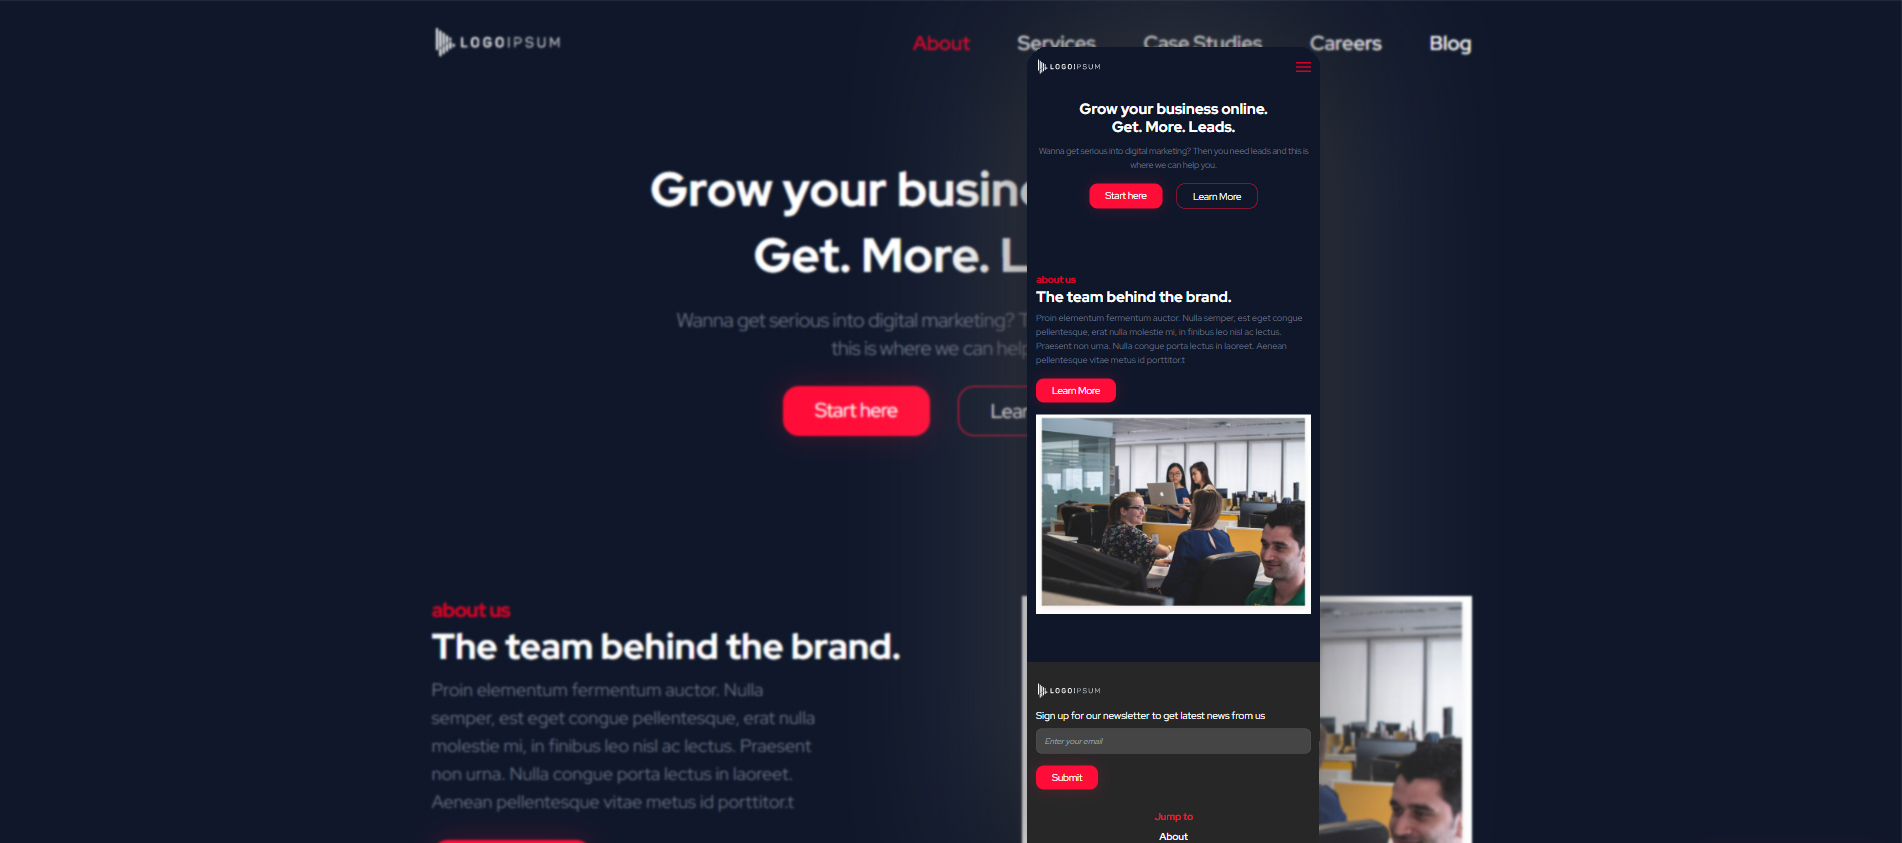 LOGOIPSUM
About Services Case Studies Careers Blog
Grow your busin
Get. More. L
Wanna get serious into digital marketing?
this is where we can help
Start here
Lear
about us
The team behind the brand.
Proin elementum fermentum auctor. Nulla
semper, est eget congue pellentesque, erat nulla
molestie mi, in finibus leo nisl ac lectus. Praesent
non urna. Nulla congue porta lectus in laoreet.
Aenean pellentesque vitae metus id porttitor.t
LOGOIPSUM
Grow your business online.
Get. More. Leads.
Wanna get serious into digital marketing? Then you need leads and this is
where we can help you.
Start here
Learn More
about us
The team behind the brand.
Proin elementum fermentum auctor. Nulla semper, est eget congue
pellentesque, erat nulla molestie mi, in finibus leo nisl ac lectus.
Praesent non urna. Nulla congue porta lectus in laoreet. Aenean
pellentesque vitae metus id porttitor.t
Learn More
LOGOIPSUM
Sign up for our newsletter to get latest news from us
Enter your email
Submit
Jump to
About